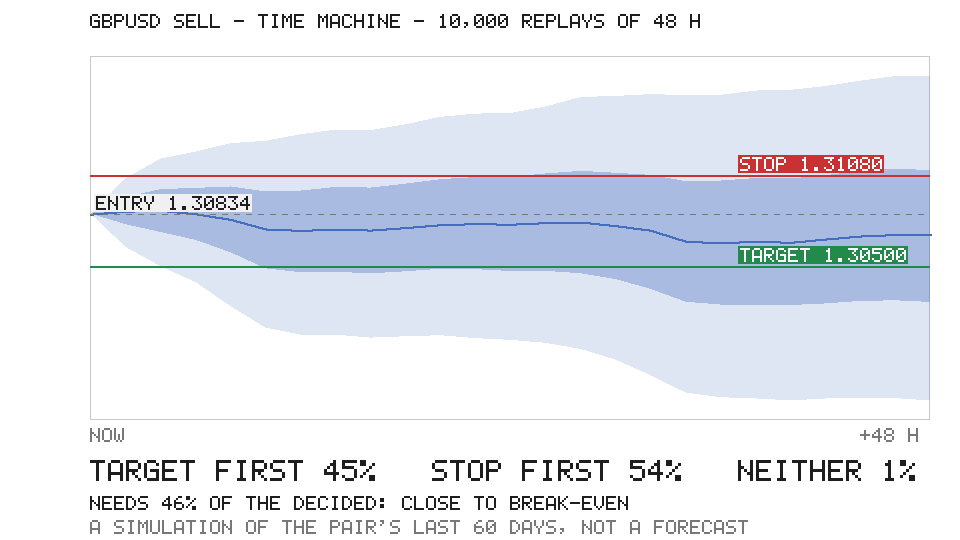 GBPUSD SELL - TIME MACHINE - 10,000 REPLAYS OF 48 H
STOP 1.31080
ENTRY 1.30834
TARGET 1.30500
NOW
+48 H
TARGET FIRST 45% STOP FIRST 54% NEITHER 1%
NEEDS 46% OF THE DECIDED: CLOSE TO BREAK-EVEN
A SIMULATION OF THE PAIR'S LAST 60 DAYS, NOT A FORECAST